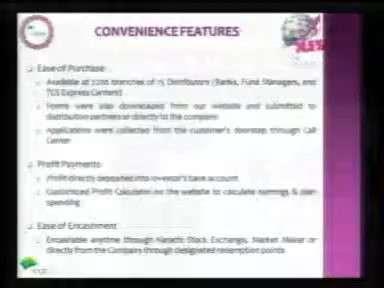 CONVENIENCE FEATURES
Ease of Purchase
Available at 2200 branches of 15 Distributors (Banks, Fund Managers, and
TCS Express Centers)
Forms were also downloaded from our website and submitted to
distribution partners or directly to the company
Applications were collected from the customer's doorstep through Call
Center
Profit Payments
Profit directly deposited into investor's bank account
Customized Profit Calculator on the website to calculate earnings & plan
spending
Ease of Encashment
Encashable anytime through Karachi Stock Exchange, Market Maker or
directly from the Company through designated redemption points